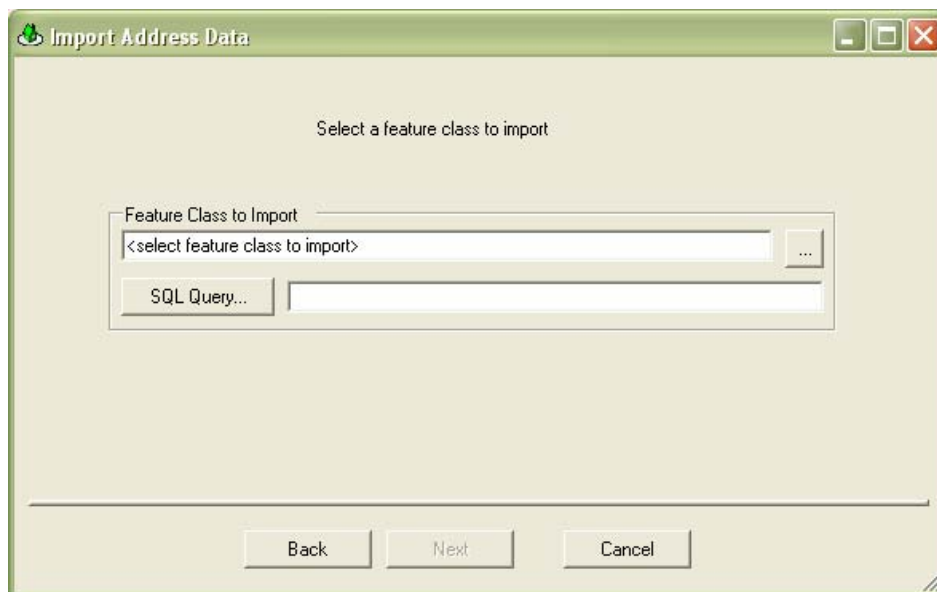 Import Address Data
Select a feature class to import
Feature Class to Import
<select feature class to import>
...
SQL Query...
Back
Next
Cancel